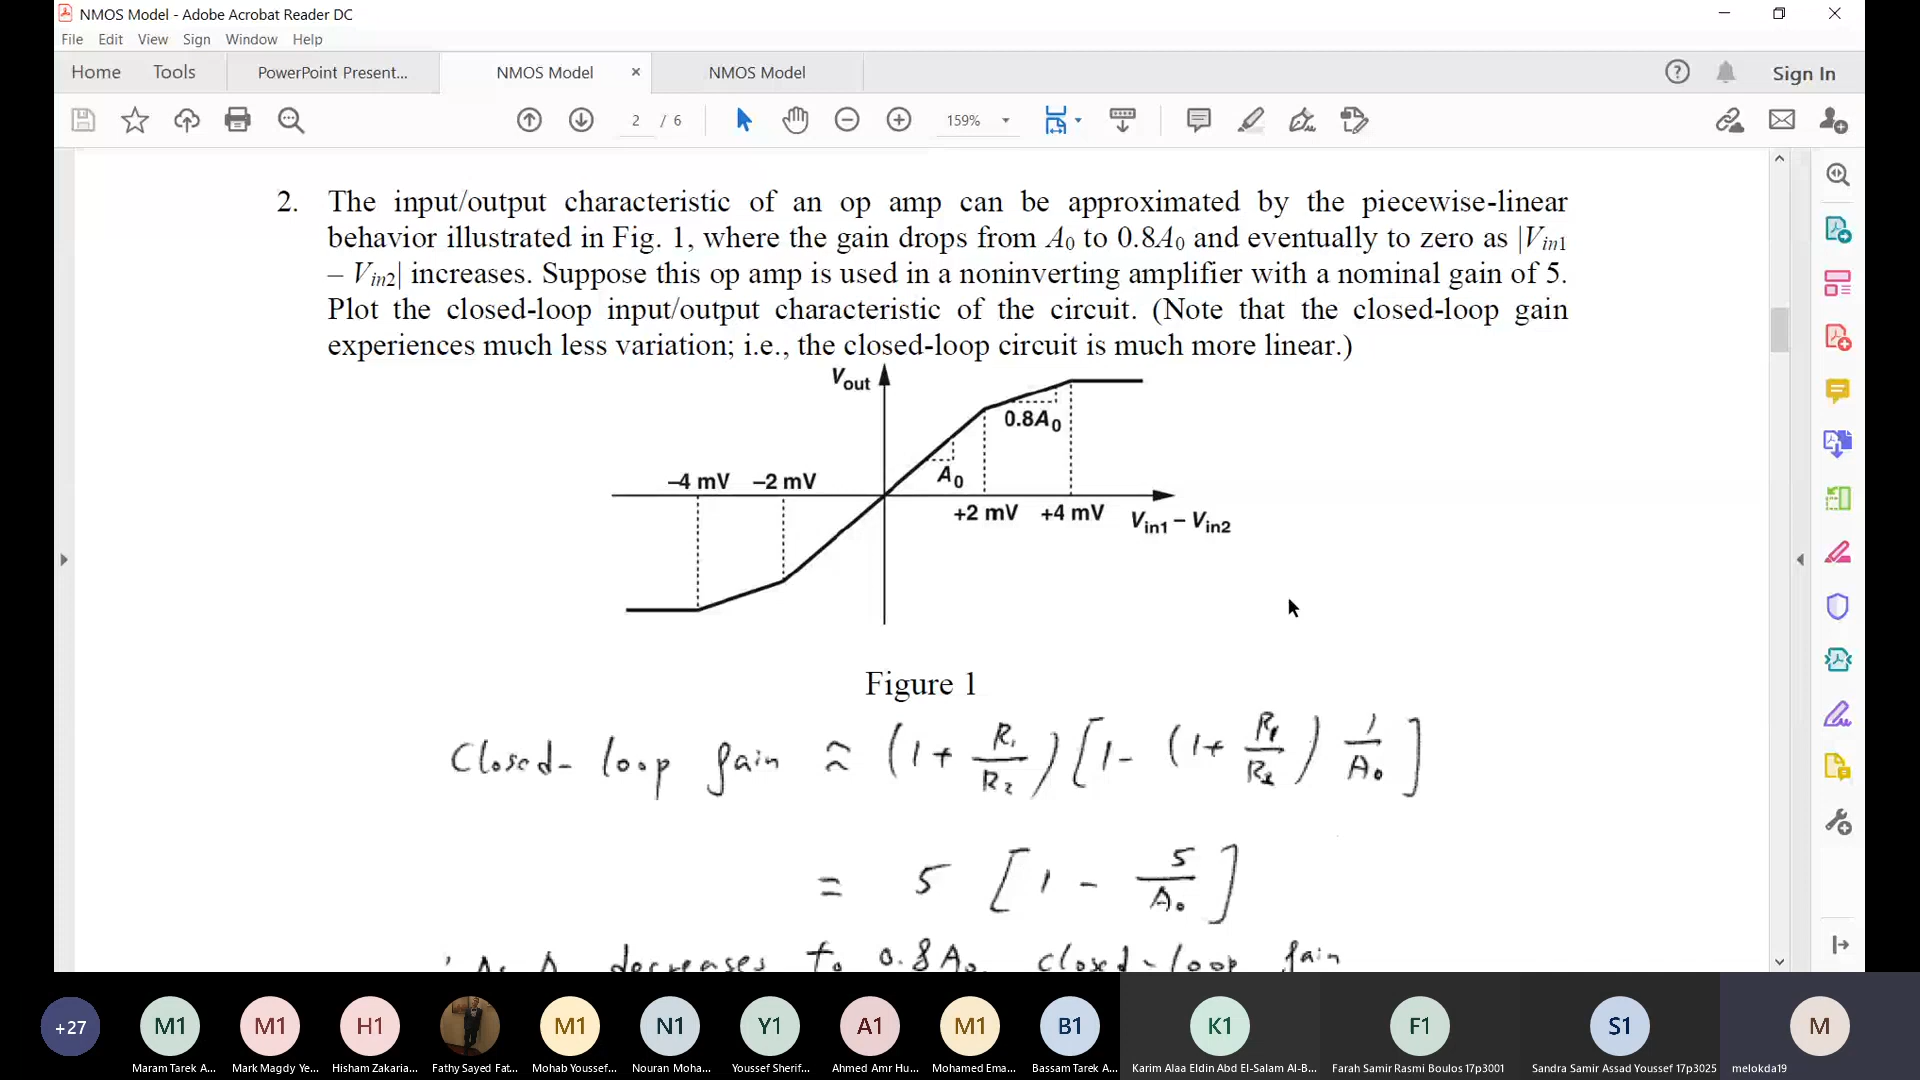 NMOS Model - Adobe Acrobat Reader DC
File Edit View Sign Window Help
Home Tools PowerPoint Present... NMOS Model × NMOS Model Sign In
2 / 6 159%
2. The input/output characteristic of an op amp can be approximated by the piecewise-linear
behavior illustrated in Fig. 1, where the gain drops from A0 to 0.8A0 and eventually to zero as |Vin1
– Vin2| increases. Suppose this op amp is used in a noninverting amplifier with a nominal gain of 5.
Plot the closed-loop input/output characteristic of the circuit. (Note that the closed-loop gain
experiences much less variation; i.e., the closed-loop circuit is much more linear.)
Vout
0.8A0
A0
–4 mV –2 mV
+2 mV +4 mV Vin1 – Vin2
Figure 1
Closed-loop gain ≈ (1 + R1/R2) [1 - (1 + R1/R2) 1/A0]
= 5 [1 - 5/A0]
As A decreases to 0.8A0, closed-loop gain
+27 M1 M1 H1 M1 N1 Y1 A1 M1 B1 K1 F1 S1 M
Maram Tarek A... Mark Magdy Ye... Hisham Zakaria... Fathy Sayed Fat... Mohab Youssef... Nouran Moha... Youssef Sherif... Ahmed Amr Hu... Mohamed Ema... Bassam Tarek A... Karim Alaa Eldin Abd El-Salam Al-B... Farah Samir Rasmi Boulos 17p3001 Sandra Samir Assad Youssef 17p3025 melokda19